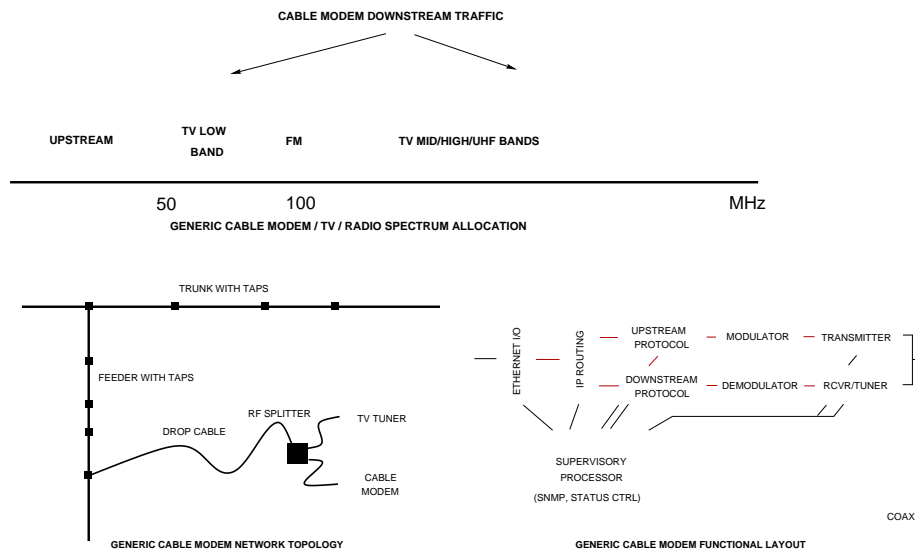 CABLE MODEM DOWNSTREAM TRAFFIC
UPSTREAM
TV LOW
BAND
FM
TV MID/HIGH/UHF BANDS
50
100
MHz
GENERIC CABLE MODEM / TV / RADIO SPECTRUM ALLOCATION
TRUNK WITH TAPS
FEEDER WITH TAPS
RF SPLITTER
DROP CABLE
TV TUNER
CABLE
MODEM
GENERIC CABLE MODEM NETWORK TOPOLOGY
ETHERNET I/O
IP ROUTING
UPSTREAM
PROTOCOL
MODULATOR
TRANSMITTER
DOWNSTREAM
PROTOCOL
DEMODULATOR
RCVR/TUNER
SUPERVISORY
PROCESSOR
(SNMP, STATUS CTRL)
COAX
GENERIC CABLE MODEM FUNCTIONAL LAYOUT